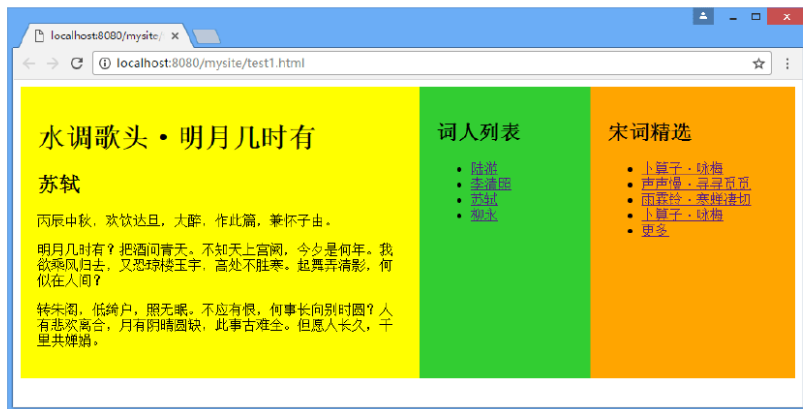 localhost:8080/mysite/
localhost:8080/mysite/test1.html
水调歌头·明月几时有
苏轼
丙辰中秋，欢饮达旦，大醉，作此篇，兼怀子由。
明月几时有？把酒问青天。不知天上宫阙，今夕是何年。我
欲乘风归去，又恐琼楼玉宇，高处不胜寒。起舞弄清影，何
似在人间？
转朱阁，低绮户，照无眠。不应有恨，何事长向别时圆？人
有悲欢离合，月有阴晴圆缺，此事古难全。但愿人长久，千
里共婵娟。
词人列表
陆游
李清照
苏轼
柳永
宋词精选
卜算子·咏梅
声声慢·寻寻觅觅
雨霖铃·寒蝉凄切
卜算子·咏梅
更多